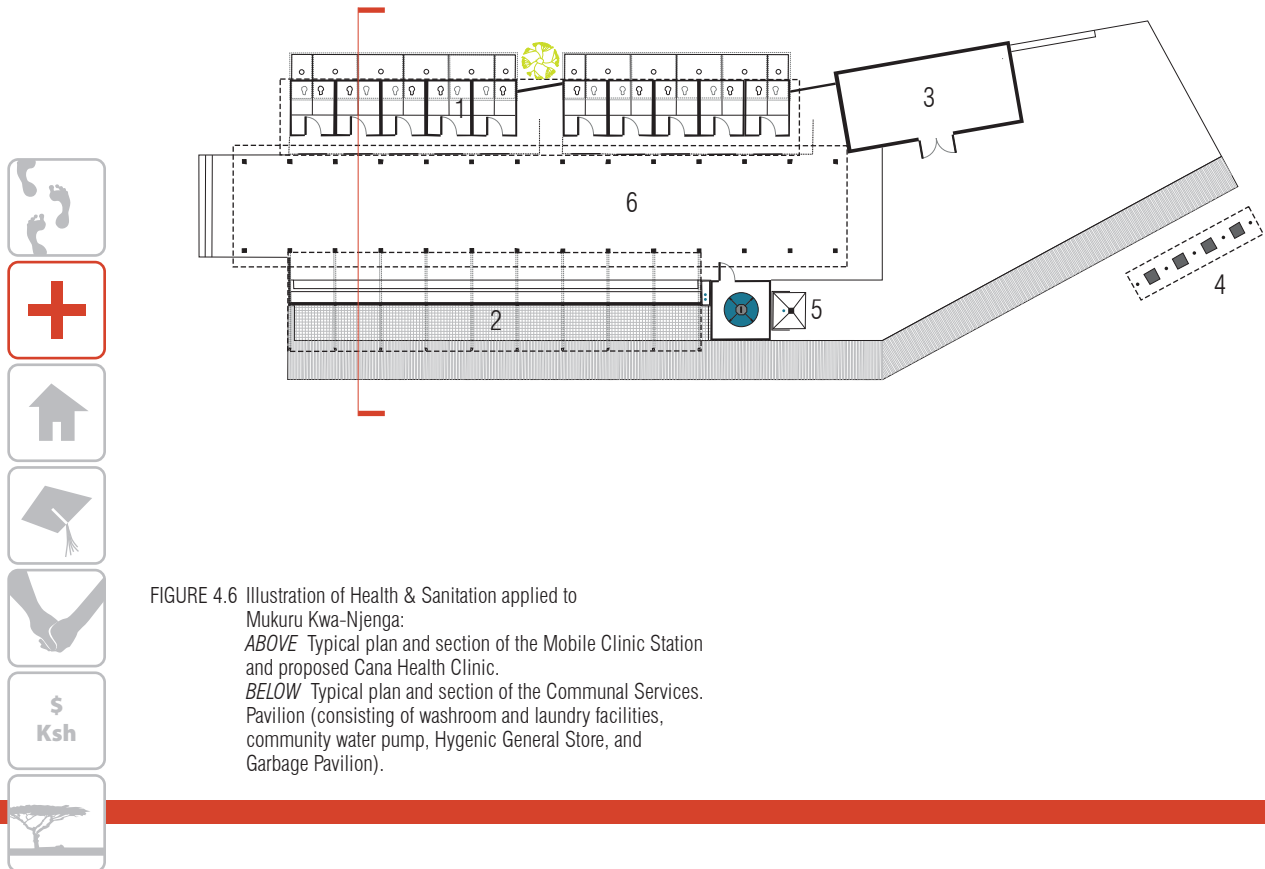 1
3
6
4
5
2
FIGURE 4.6 Illustration of Health & Sanitation applied to
Mukuru Kwa-Njenga:
ABOVE Typical plan and section of the Mobile Clinic Station
and proposed Cana Health Clinic.
BELOW Typical plan and section of the Communal Services.
Pavilion (consisting of washroom and laundry facilities,
community water pump, Hygenic General Store, and
Garbage Pavilion).
$
Ksh